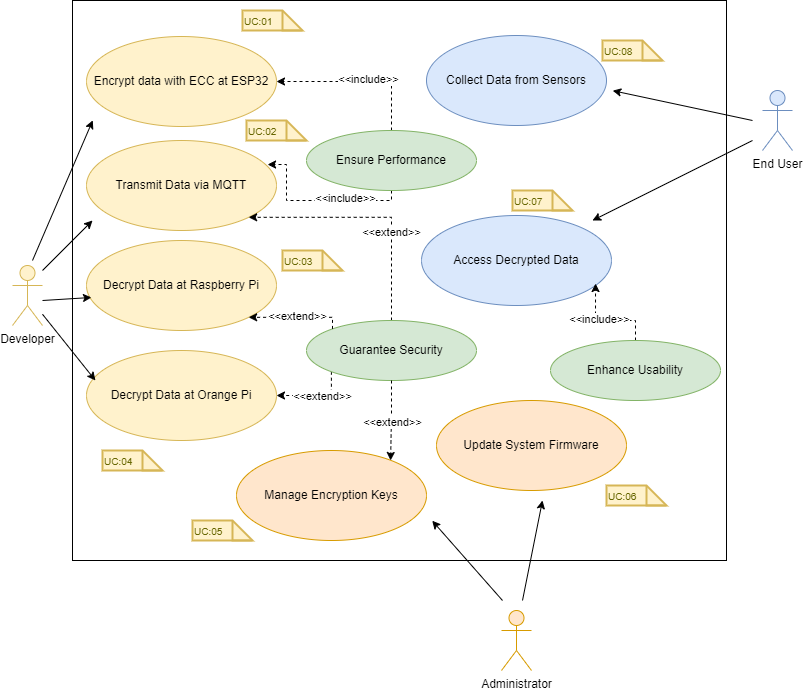 UC:01
Encrypt data with ECC at ESP32
<<include>>
Collect Data from Sensors
UC:08
UC:02
Ensure Performance
End User
Transmit Data via MQTT
<<include>>
UC:07
<<extend>>
Access Decrypted Data
UC:03
Decrypt Data at Raspberry Pi
<<extend>>
<<include>>
Developer
Guarantee Security
Enhance Usability
Decrypt Data at Orange Pi
<<extend>>
<<extend>>
Update System Firmware
UC:04
Manage Encryption Keys
UC:06
UC:05
Administrator